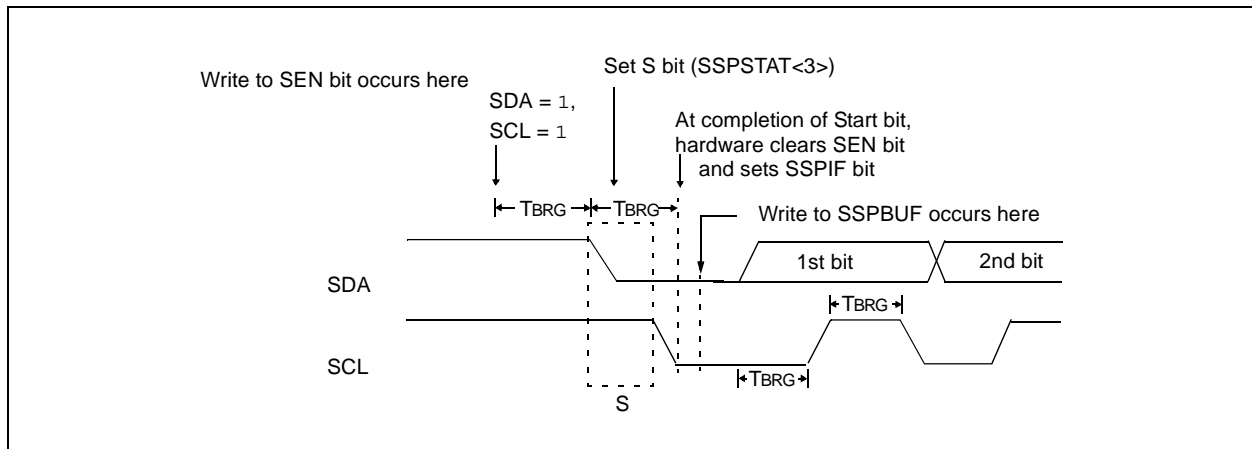 Write to SEN bit occurs here
Set S bit (SSPSTAT<3>)
SDA = 1,
SCL = 1
At completion of Start bit,
hardware clears SEN bit
and sets SSPIF bit
TBRG
TBRG
Write to SSPBUF occurs here
SDA
1st bit
2nd bit
TBRG
SCL
TBRG
S